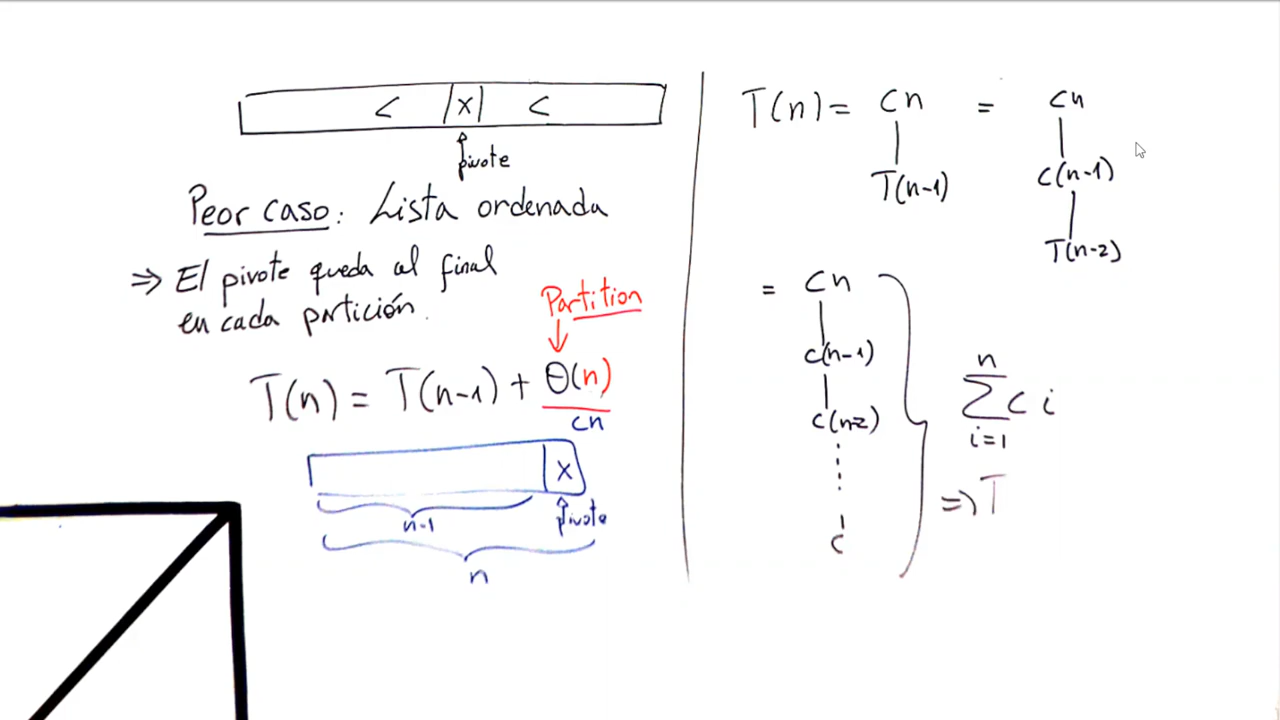 < |x| <
pivote
Peor caso: Lista ordenada
⇒ El pivote queda al final
en cada partición.
Partition
T(n) = T(n-1) + Θ(n)
cn
x
n-1
pivote
n
T(n) = cn = cn
T(n-1) c(n-1)
T(n-2)
= cn
c(n-1)
c(n-2)
c
n
∑ c i
i=1
⇒ T